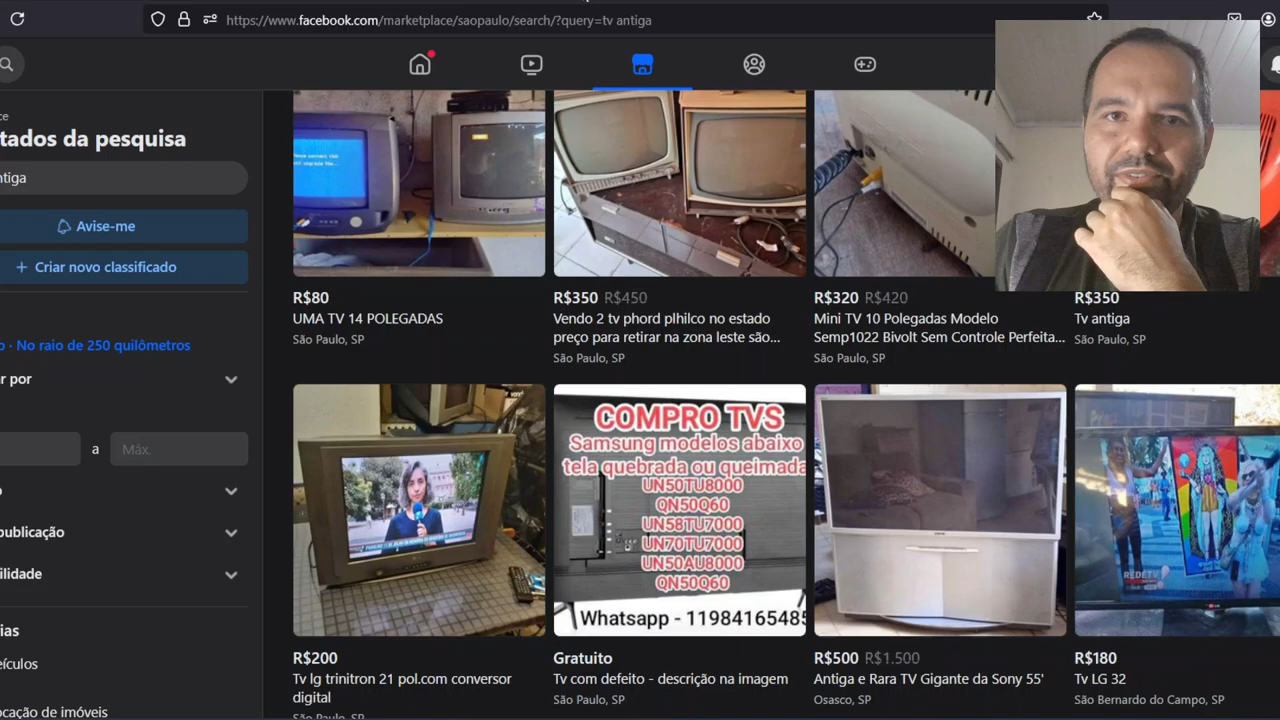 https://www.facebook.com/marketplace/saopaulo/search/?query=tv antiga
ce
tados da pesquisa
ntiga
Avise-me
+ Criar novo classificado
o · No raio de 250 quilômetros
ar por
a
Máx.
o
publicação
ilidade
ias
eículos
ocação de imóveis
R$80
UMA TV 14 POLEGADAS
São Paulo, SP
R$350 R$450
Vendo 2 tv phord plhilco no estado
preço para retirar na zona leste são...
São Paulo, SP
R$320 R$420
Mini TV 10 Polegadas Modelo
Semp1022 Bivolt Sem Controle Perfeita...
São Paulo, SP
R$350
Tv antiga
São Paulo, SP
COMPRO TVS
Samsung modelos abaixo
tela quebrada ou queimada
UN50TU8000
QN50Q60
UN58TU7000
UN70TU7000
UN50AU8000
QN50Q60
Whatsapp - 11984165485
REDETV!
LG
R$200
Tv lg trinitron 21 pol.com conversor
digital
São Paulo, SP
Gratuito
Tv com defeito - descrição na imagem
São Paulo, SP
R$500 R$1.500
Antiga e Rara TV Gigante da Sony 55'
Osasco, SP
R$180
Tv LG 32
São Bernardo do Campo, SP